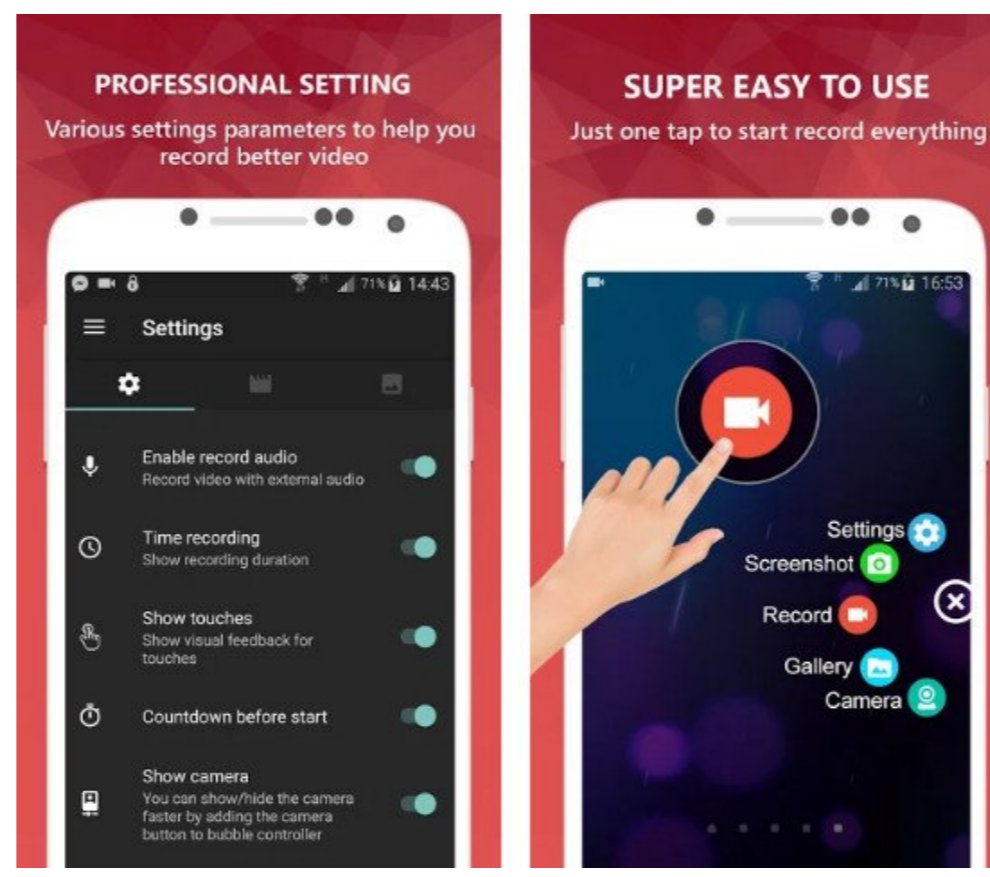 PROFESSIONAL SETTING
Various settings parameters to help you
record better video
H
71%
14:43
Settings
Enable record audio
Record video with external audio
Time recording
Show recording duration
Show touches
Show visual feedback for
touches
Countdown before start
Show camera
You can show/hide the camera
faster by adding the camera
button to bubble controller
SUPER EASY TO USE
Just one tap to start record everything
H
71%
16:53
Settings
Screenshot
Record
Gallery
Camera